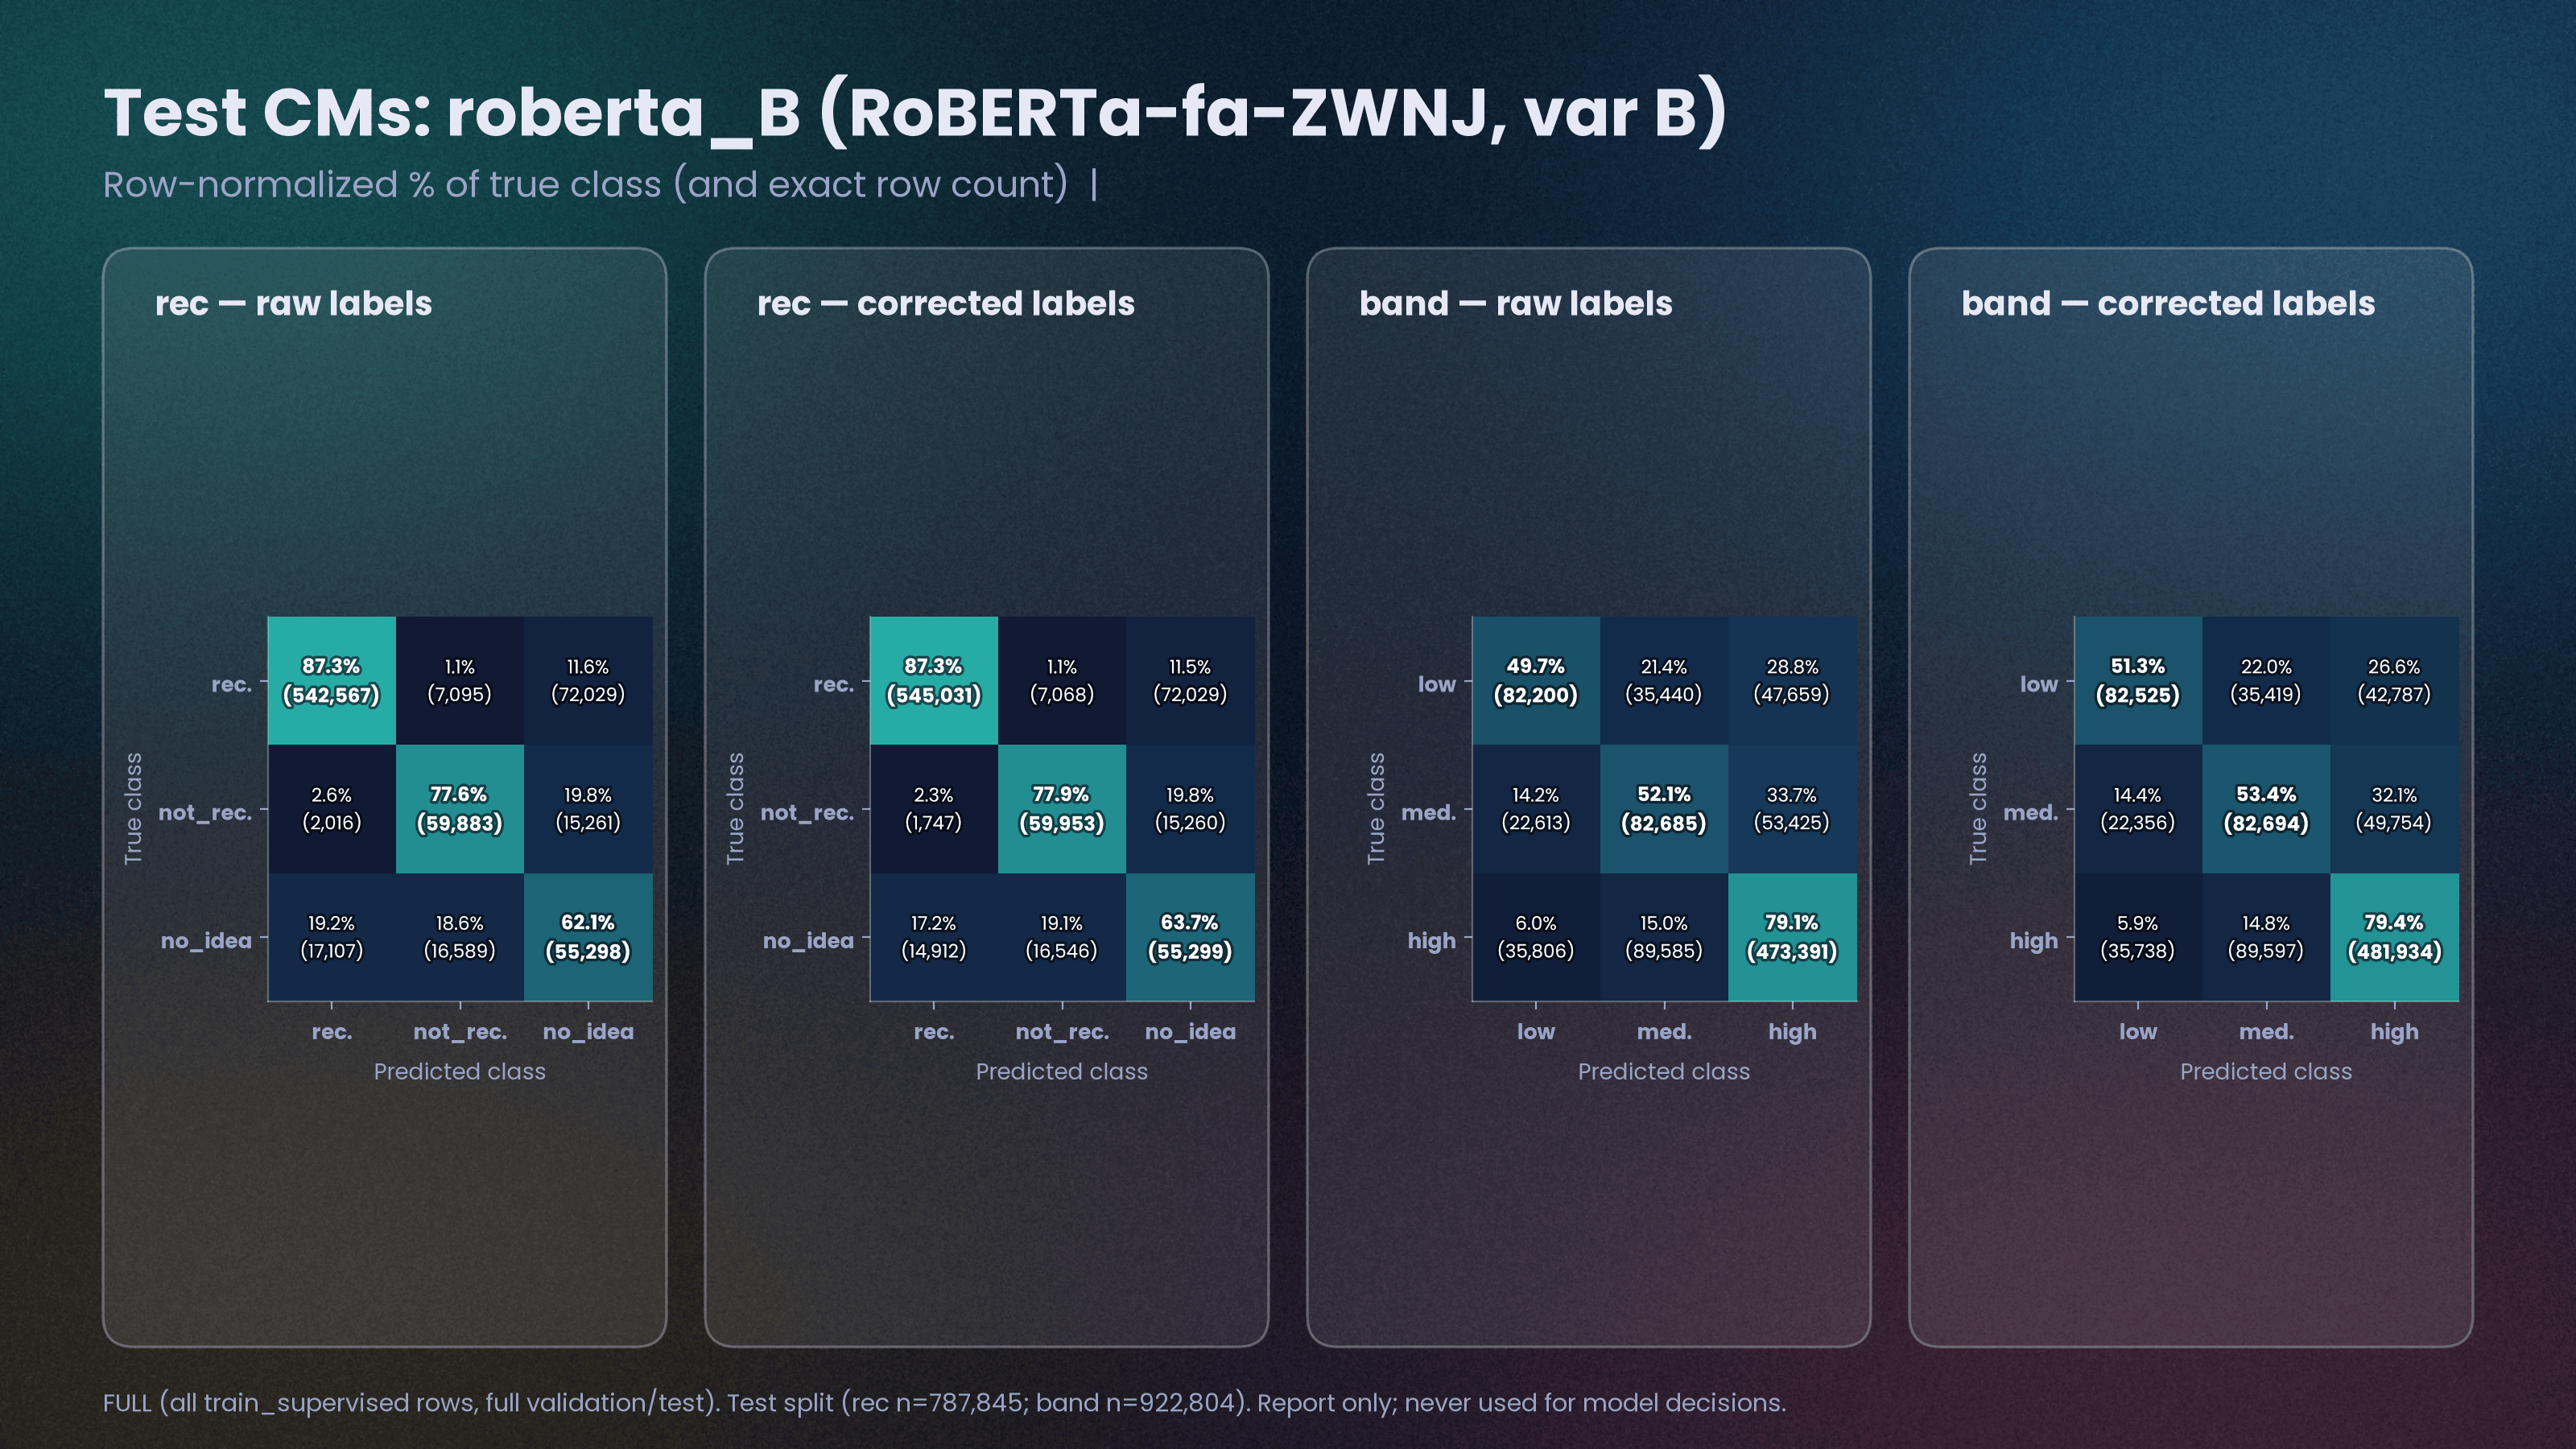 Test CMs: roberta_B (RoBERTa-fa-ZWNJ, var B)
Row-normalized % of true class (and exact row count) |
rec — raw labels
True class
rec.
87.3%
(542,567)
1.1%
(7,095)
11.6%
(72,029)
not_rec.
2.6%
(2,016)
77.6%
(59,883)
19.8%
(15,261)
no_idea
19.2%
(17,107)
18.6%
(16,589)
62.1%
(55,298)
rec.
not_rec.
no_idea
Predicted class
rec — corrected labels
True class
rec.
87.3%
(545,031)
1.1%
(7,068)
11.5%
(72,029)
not_rec.
2.3%
(1,747)
77.9%
(59,953)
19.8%
(15,260)
no_idea
17.2%
(14,912)
19.1%
(16,546)
63.7%
(55,299)
rec.
not_rec.
no_idea
Predicted class
band — raw labels
True class
low
49.7%
(82,200)
21.4%
(35,440)
28.8%
(47,659)
med.
14.2%
(22,613)
52.1%
(82,685)
33.7%
(53,425)
high
6.0%
(35,806)
15.0%
(89,585)
79.1%
(473,391)
low
med.
high
Predicted class
band — corrected labels
True class
low
51.3%
(82,525)
22.0%
(35,419)
26.6%
(42,787)
med.
14.4%
(22,356)
53.4%
(82,694)
32.1%
(49,754)
high
5.9%
(35,738)
14.8%
(89,597)
79.4%
(481,934)
low
med.
high
Predicted class
FULL (all train_supervised rows, full validation/test). Test split (rec n=787,845; band n=922,804). Report only; never used for model decisions.